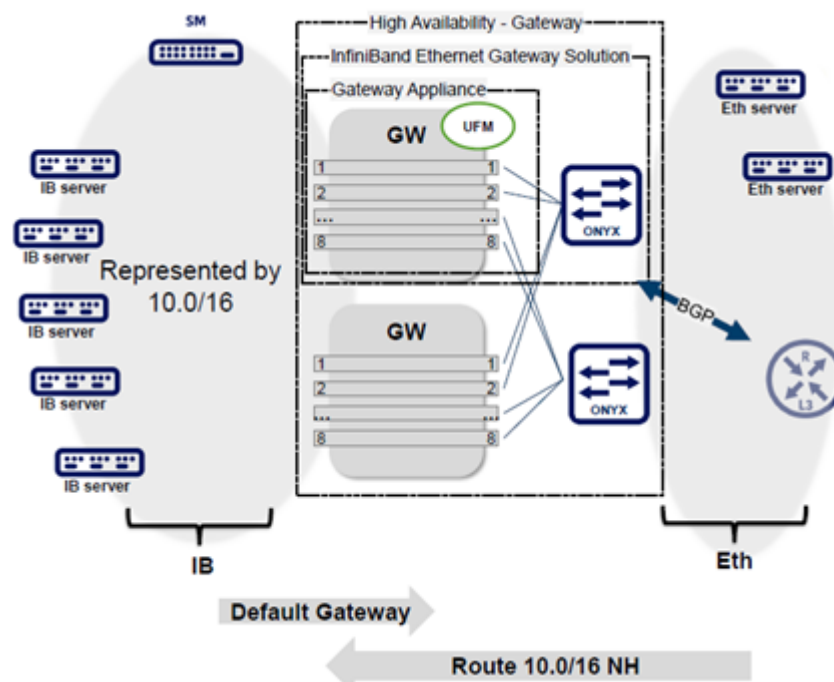 SM
High Availability - Gateway
InfiniBand Ethernet Gateway Solution
Gateway Appliance
GW
UFM
1 1
2 2
... ...
8 8
ONYX
Eth server
Eth server
IB server
IB server
IB server
IB server
IB server
Represented by
10.0/16
GW
1 1
2 2
... ...
8 8
ONYX
BGP
R
L3
IB
Eth
Default Gateway
Route 10.0/16 NH